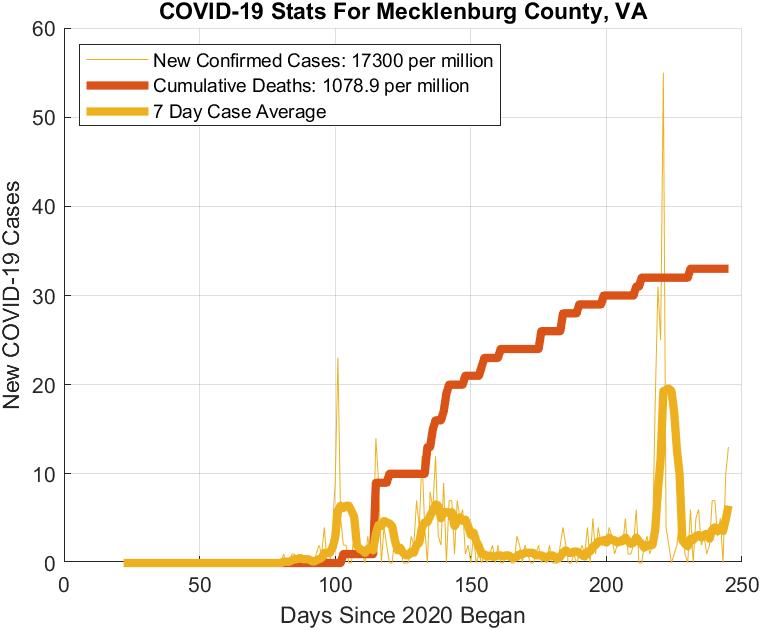 COVID-19 Stats For Mecklenburg County, VA
New Confirmed Cases: 17300 per million
Cumulative Deaths: 1078.9 per million
7 Day Case Average
New COVID-19 Cases
60
50
40
30
20
10
0
0 50 100 150 200 250
Days Since 2020 Began